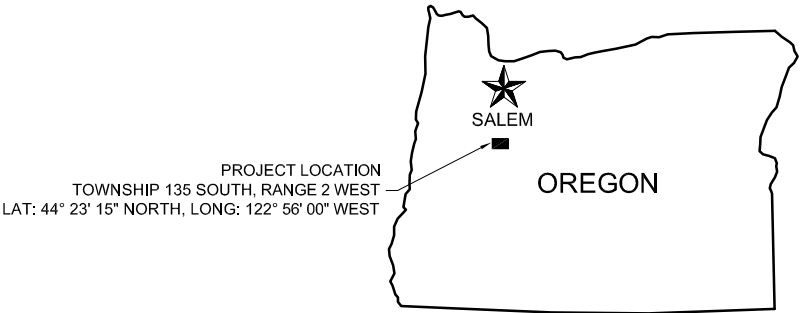 SALEM
PROJECT LOCATION
TOWNSHIP 135 SOUTH, RANGE 2 WEST
LAT: 44° 23' 15" NORTH, LONG: 122° 56' 00" WEST
OREGON